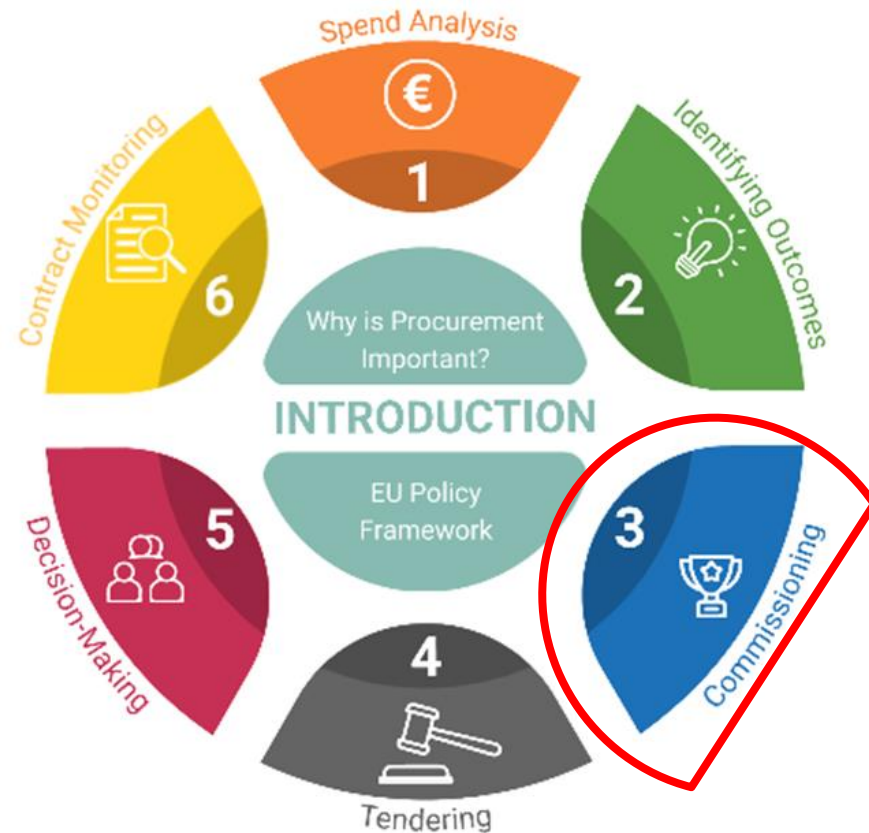 Spend Analysis
€
1
Identifying Outcomes
2
Commissioning
3
Tendering
4
Decision-Making
5
Contract Monitoring
6
Why is Procurement
Important?
INTRODUCTION
EU Policy
Framework